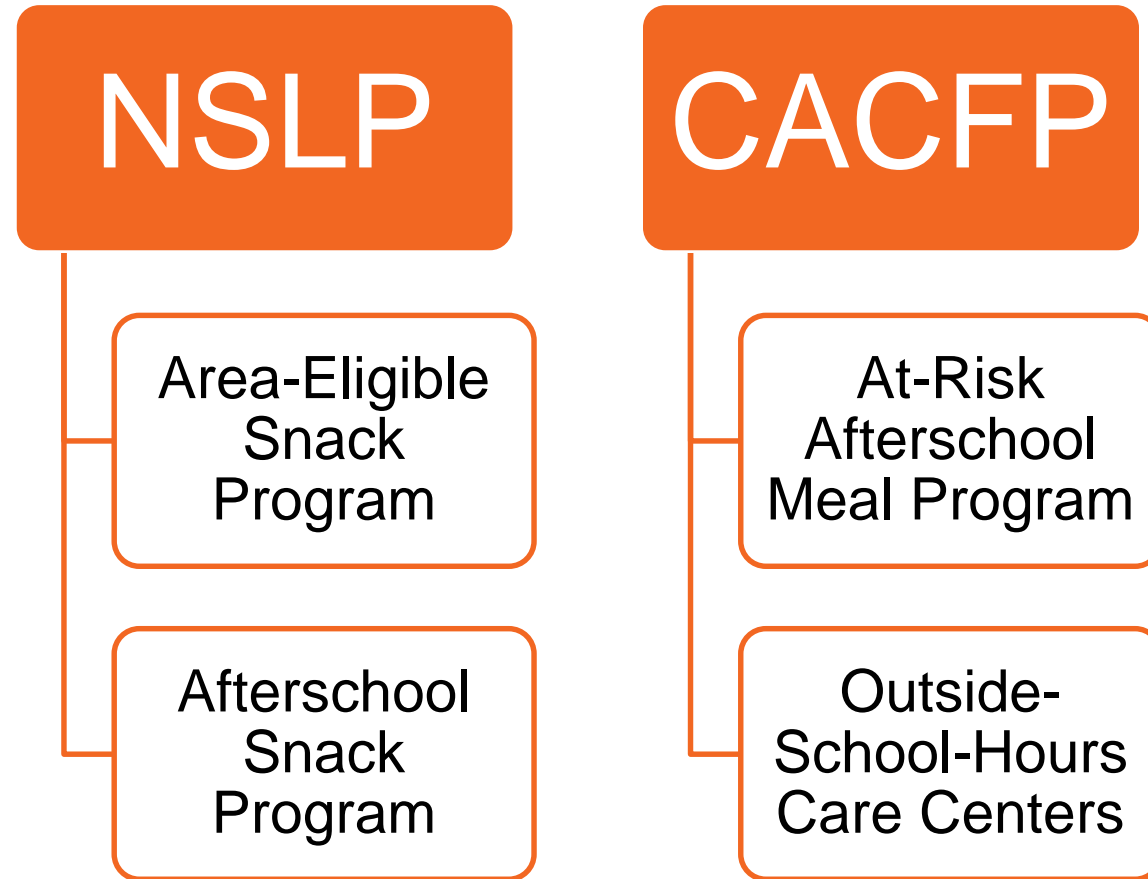 NSLP
Area-Eligible
Snack
Program
Afterschool
Snack
Program
CACFP
At-Risk
Afterschool
Meal Program
Outside-
School-Hours
Care Centers